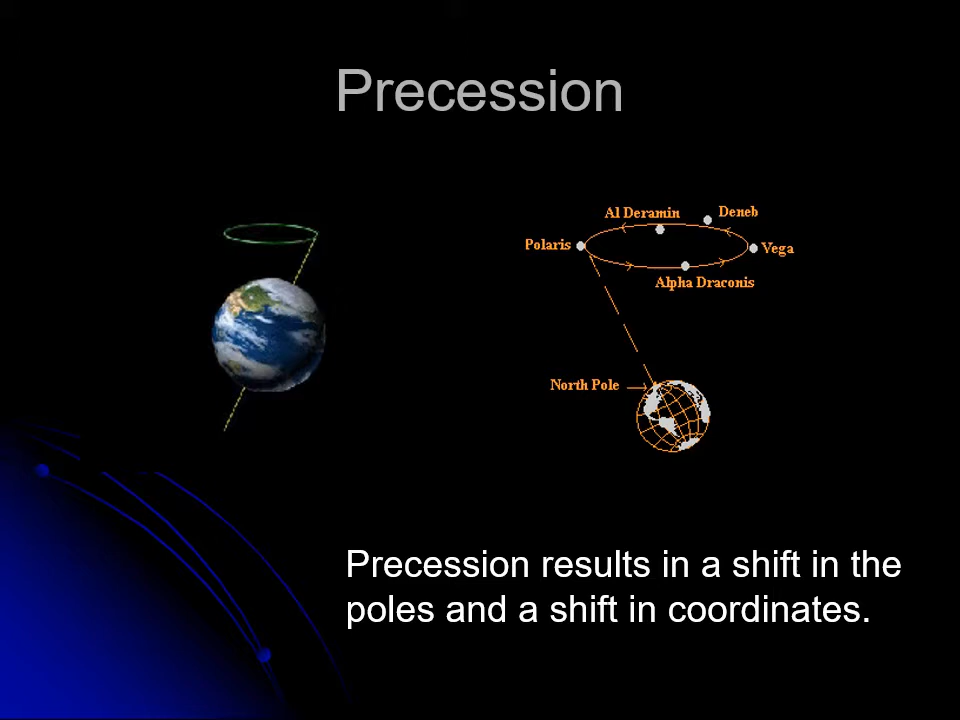 Precession
Al Deramin
Deneb
Polaris
Vega
Alpha Draconis
North Pole
Precession results in a shift in the
poles and a shift in coordinates.